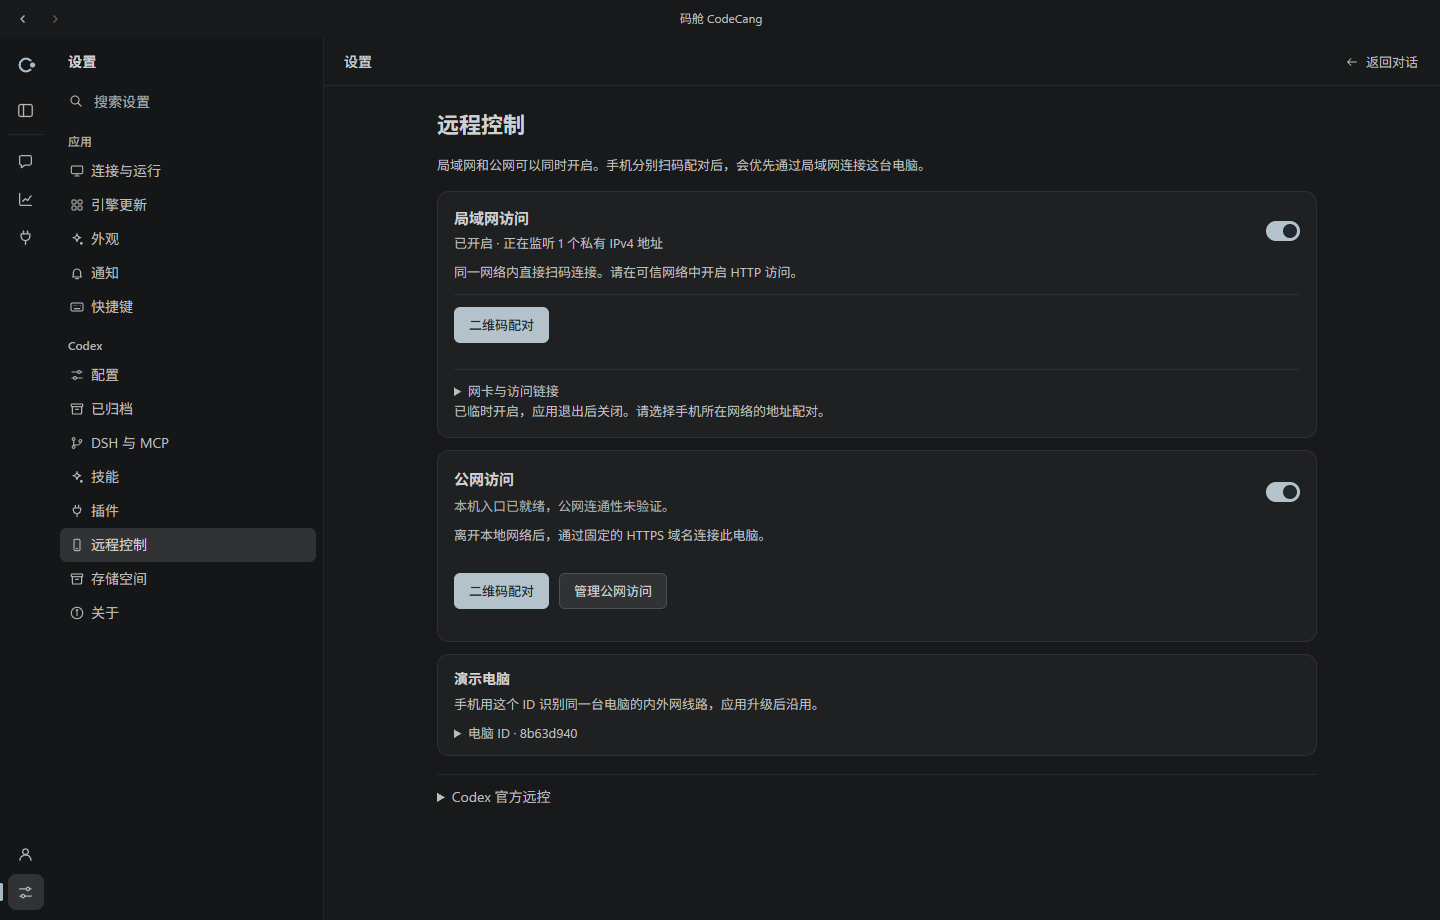 码舱 CodeCang
设置
搜索设置
应用
连接与运行
引擎更新
外观
通知
快捷键
Codex
配置
已归档
DSH 与 MCP
技能
插件
远程控制
存储空间
关于
设置
返回对话
远程控制
局域网和公网可以同时开启。手机分别扫码配对后，会优先通过局域网连接这台电脑。
局域网访问
已开启 · 正在监听 1 个私有 IPv4 地址
同一网络内直接扫码连接。请在可信网络中开启 HTTP 访问。
二维码配对
网卡与访问链接
已临时开启，应用退出后关闭。请选择手机所在网络的地址配对。
公网访问
本机入口已就绪，公网连通性未验证。
离开本地网络后，通过固定的 HTTPS 域名连接此电脑。
二维码配对
管理公网访问
演示电脑
手机用这个 ID 识别同一台电脑的内外网线路，应用升级后沿用。
电脑 ID · 8b63d940
Codex 官方远控